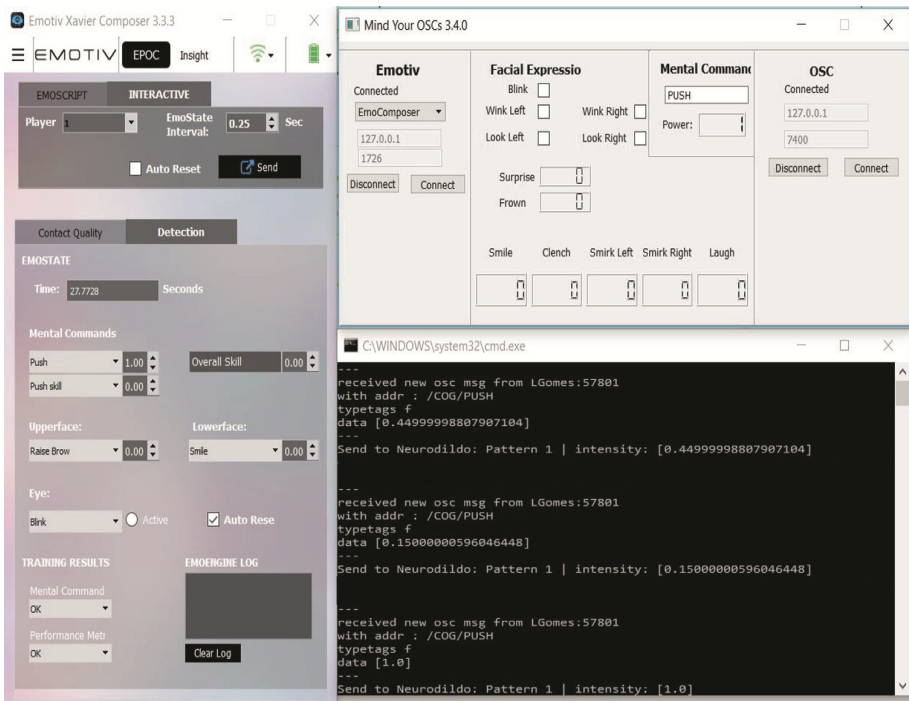 Emotiv Xavier Composer 3.3.3
EMOTIV EPOC Insight
EMOSCRIPT INTERACTIVE
Player 1 EmoState Interval: 0.25 Sec
Auto Reset Send
Contact Quality Detection
EMOSTATE
Time: 27.7728 Seconds
Mental Commands
Push 1.00 Overall Skill 0.00
Push skill 0.00
Upperface: Lowerface:
Raise Brow 0.00 Smile 0.00
Eye:
Blink Active Auto Rese
TRAINING RESULTS EMOENGINE LOG
Mental Command
OK
Performance Metr
OK Clear Log
Mind Your OSCs 3.4.0
Emotiv
Connected
EmoComposer
127.0.0.1
1726
Disconnect Connect
Facial Expressio
Blink
Wink Left Wink Right
Look Left Look Right
Surprise 0
Frown 0
Smile Clench Smirk Left Smirk Right Laugh
0 0 0 0 0
Mental Comman
PUSH
Power: 1
OSC
Connected
127.0.0.1
7400
Disconnect Connect
C:\WINDOWS\system32\cmd.exe
---
received new osc msg from LGomes:57801
with addr : /COG/PUSH
typetags f
data [0.44999998807907104]
---
Send to Neurodildo: Pattern 1 | intensity: [0.44999998807907104]
---
received new osc msg from LGomes:57801
with addr : /COG/PUSH
typetags f
data [0.15000000596046448]
---
Send to Neurodildo: Pattern 1 | intensity: [0.15000000596046448]
---
received new osc msg from LGomes:57801
with addr : /COG/PUSH
typetags f
data [1.0]
---
Send to Neurodildo: Pattern 1 | intensity: [1.0]